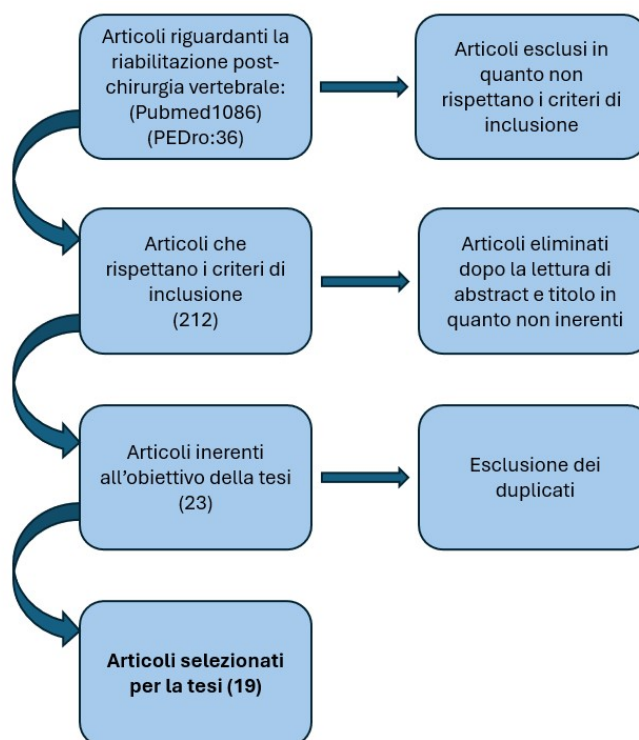 Articoli riguardanti la
riabilitazione post-
chirurgia vertebrale:
(Pubmed1086)
(PEDro:36)
Articoli esclusi in
quanto non
rispettano i criteri di
inclusione
Articoli che
rispettano i criteri di
inclusione
(212)
Articoli eliminati
dopo la lettura di
abstract e titolo in
quanto non inerenti
Articoli inerenti
all'obiettivo della tesi
(23)
Esclusione dei
duplicati
Articoli selezionati
per la tesi (19)